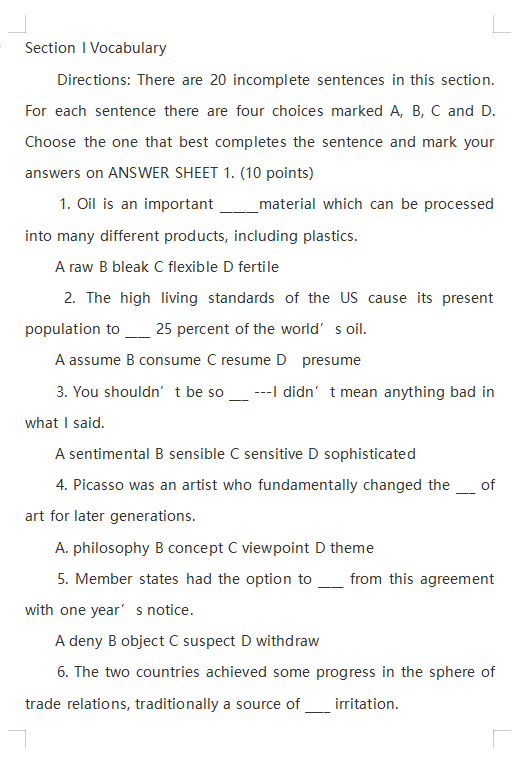 Section Ⅰ Vocabulary
Directions: There are 20 incomplete sentences in this section.
For each sentence there are four choices marked A, B, C and D.
Choose the one that best completes the sentence and mark your
answers on ANSWER SHEET 1. (10 points)
1. Oil is an important _____material which can be processed
into many different products, including plastics.
A raw B bleak C flexible D fertile
2. The high living standards of the US cause its present
population to ___ 25 percent of the world’s oil.
A assume B consume C resume D presume
3. You shouldn’t be so __ ---I didn’t mean anything bad in
what I said.
A sentimental B sensible C sensitive D sophisticated
4. Picasso was an artist who fundamentally changed the __ of
art for later generations.
A. philosophy B concept C viewpoint D theme
5. Member states had the option to ___ from this agreement
with one year’s notice.
A deny B object C suspect D withdraw
6. The two countries achieved some progress in the sphere of
trade relations, traditionally a source of ___ irritation.